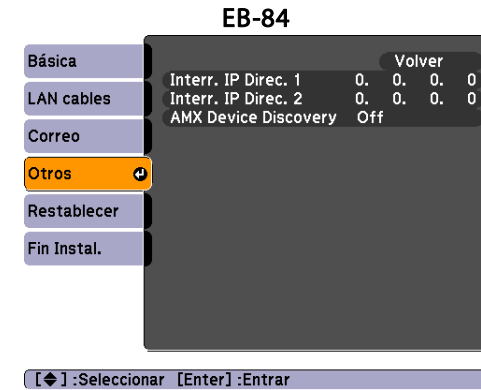 EB-84
Básica
LAN cables
Correo
Otros
Restablecer
Fin Instal.
Volver
Interr. IP Direc. 1 0. 0. 0. 0
Interr. IP Direc. 2 0. 0. 0. 0
AMX Device Discovery Off
[◆] :Seleccionar [Enter] :Entrar